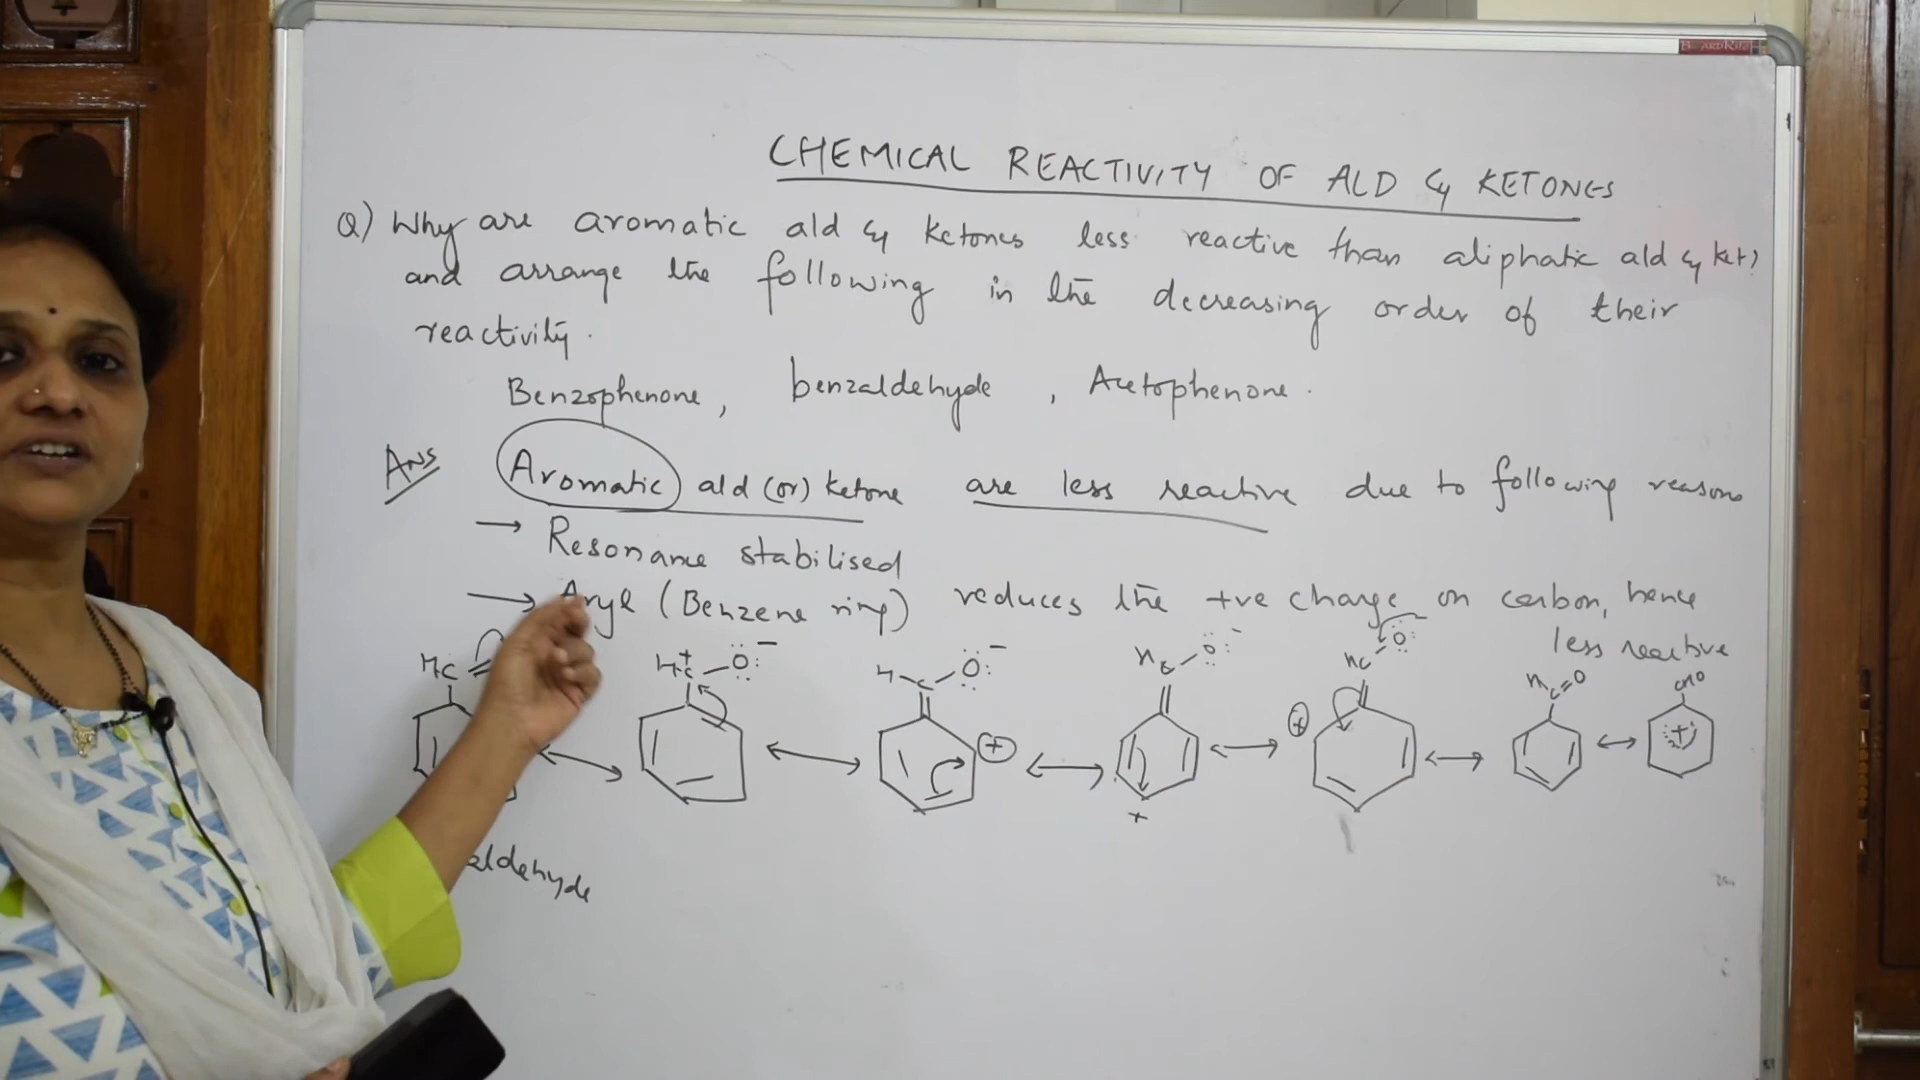 CHEMICAL REACTIVITY OF ALD & KETONES
Q) Why are aromatic ald & ketones less reactive than aliphatic ald & ket?
and arrange the following in the decreasing order of their
reactivity.
Benzophenone, benzaldehyde, Acetophenone.
Ans Aromatic ald (or) ketone are less reactive due to following reasons
→ Resonance stabilised
→ Aryl (Benzene ring) reduces the +ve charge on carbon, hence
less reactive
aldehyde